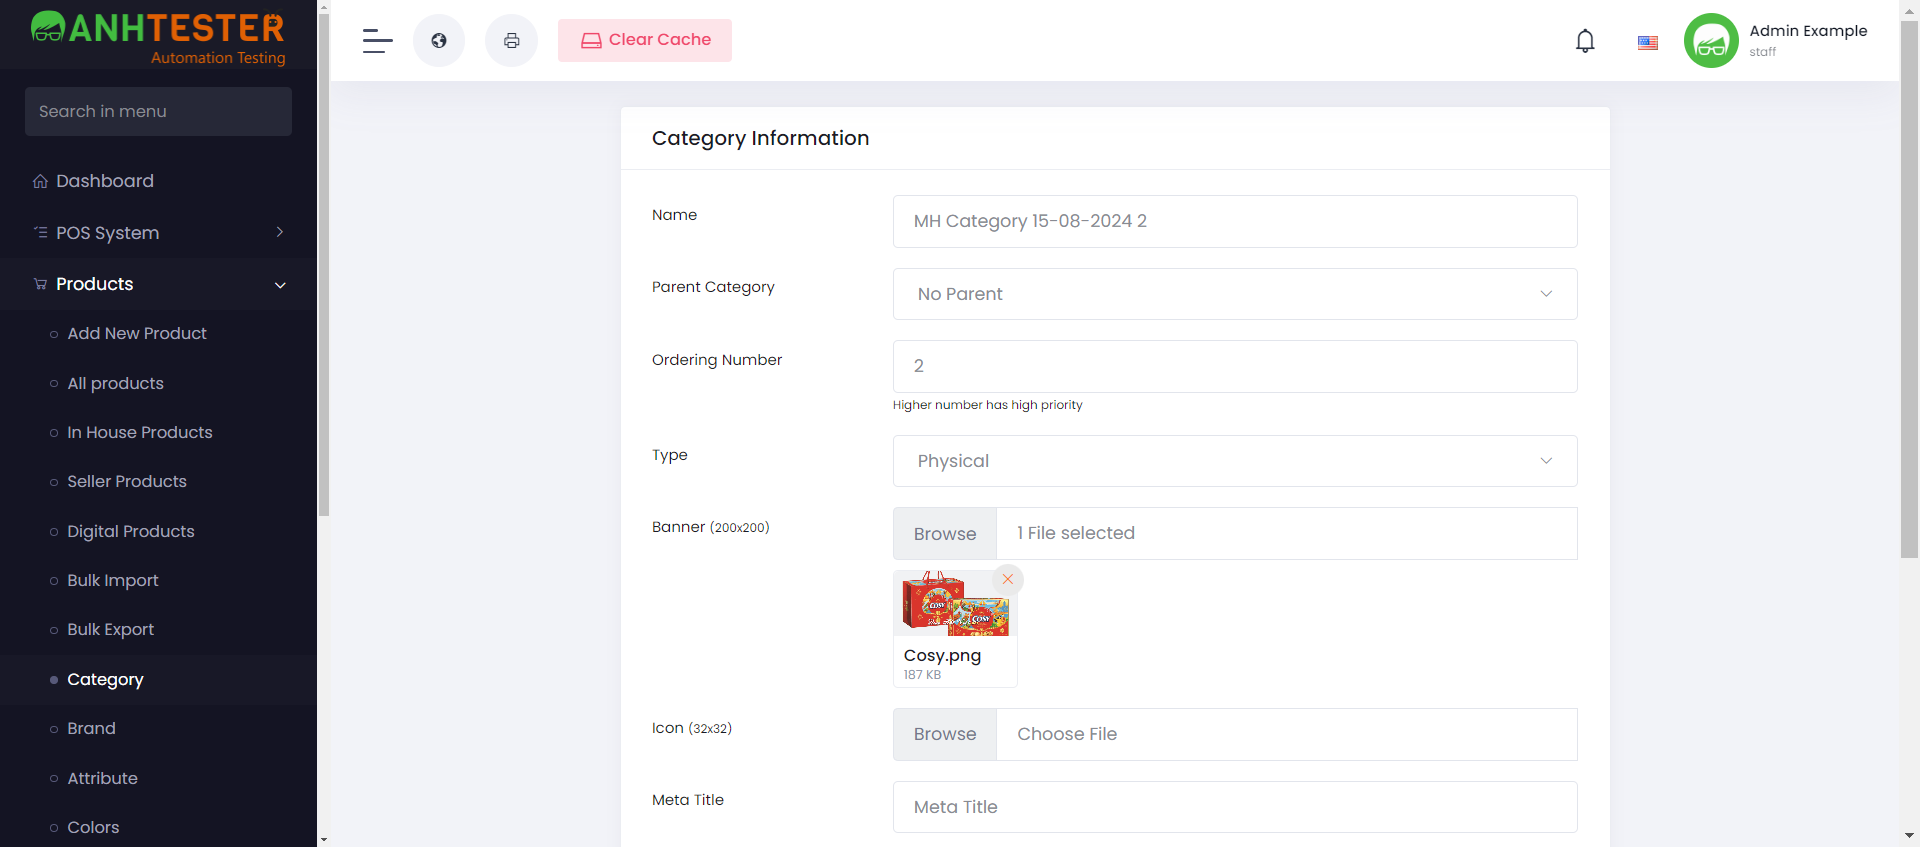 ANHTESTER
Automation Testing
Search in menu
Dashboard
POS System
Products
Add New Product
All products
In House Products
Seller Products
Digital Products
Bulk Import
Bulk Export
Category
Brand
Attribute
Colors
Clear Cache
Admin Example
staff
Category Information
Name
MH Category 15-08-2024 2
Parent Category
No Parent
Ordering Number
2
Higher number has high priority
Type
Physical
Banner (200x200)
Browse
1 File selected
COSY
COSY
Cosy.png
187 KB
Icon (32x32)
Browse
Choose File
Meta Title
Meta Title